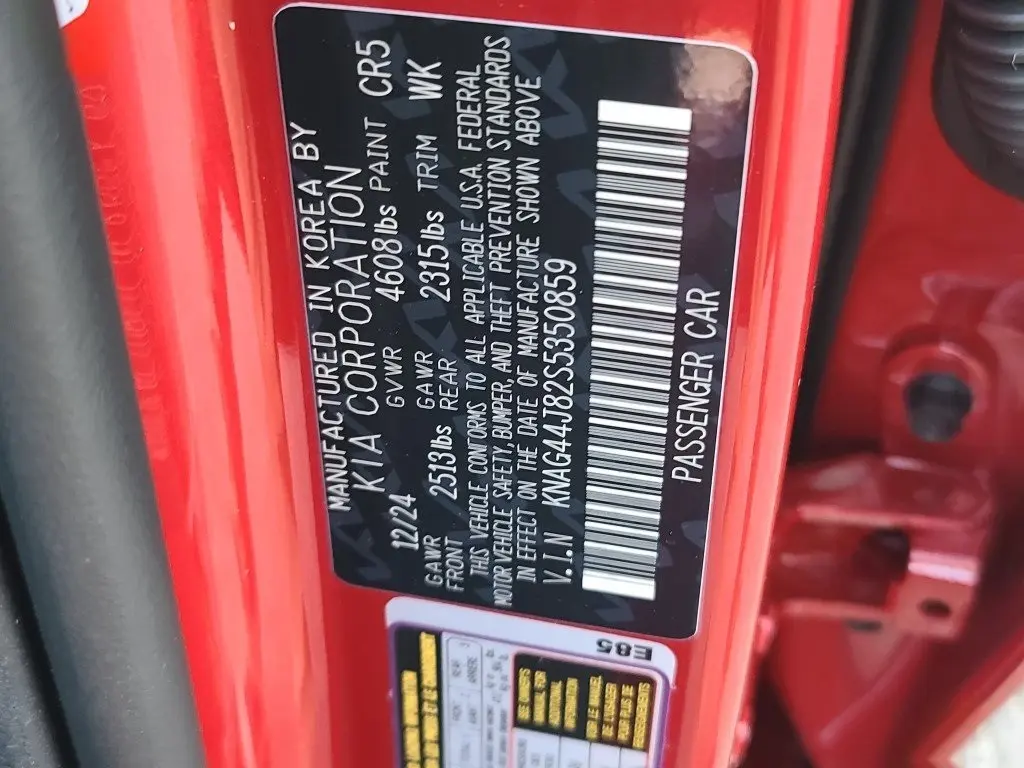 MANUFACTURED IN KOREA BY
KIA CORPORATION
12/24 GVWR 4608lbs PAINT CR5
GAWR FRONT 2513lbs GAWR REAR 2315lbs TRIM WK
THIS VEHICLE CONFORMS TO ALL APPLICABLE U.S.A. FEDERAL
MOTOR VEHICLE SAFETY, BUMPER, AND THEFT PREVENTION STANDARDS
IN EFFECT ON THE DATE OF MANUFACTURE SHOWN ABOVE
V.I.N KNAG44J82S5350859
PASSENGER CAR
E85